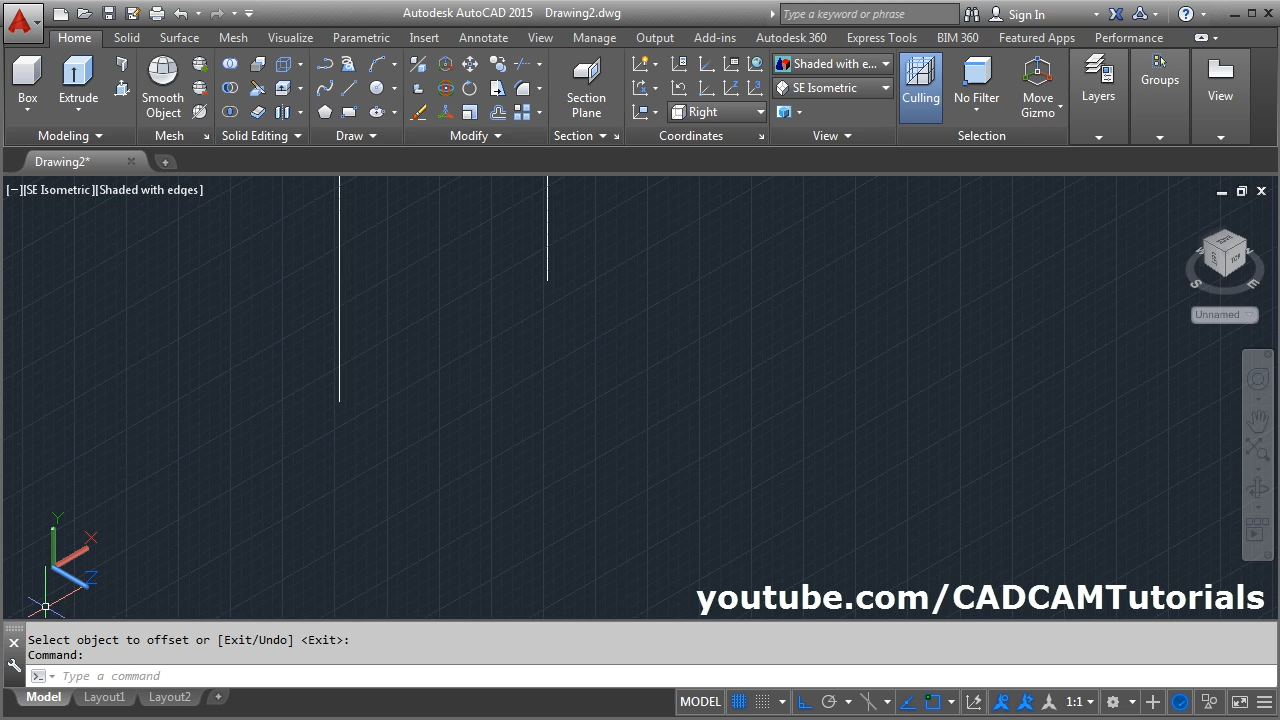 Autodesk AutoCAD 2015 Drawing2.dwg
Type a keyword or phrase
Sign In
Home Solid Surface Mesh Visualize Parametric Insert Annotate View Manage Output Add-ins Autodesk 360 Express Tools BIM 360 Featured Apps Performance
Box
Extrude
Smooth
Object
Section
Plane
Right
Shaded with e...
SE Isometric
Culling
No Filter
Move
Gizmo
Layers
Groups
View
Modeling Mesh Solid Editing Draw Modify Section Coordinates View Selection
Drawing2*
[−][SE Isometric][Shaded with edges]
TOP
S
E
Unnamed
Y
X
Z
youtube.com/CADCAMTutorials
Select object to offset or [Exit/Undo] <Exit>:
Command:
Type a command
Model Layout1 Layout2
MODEL
1:1